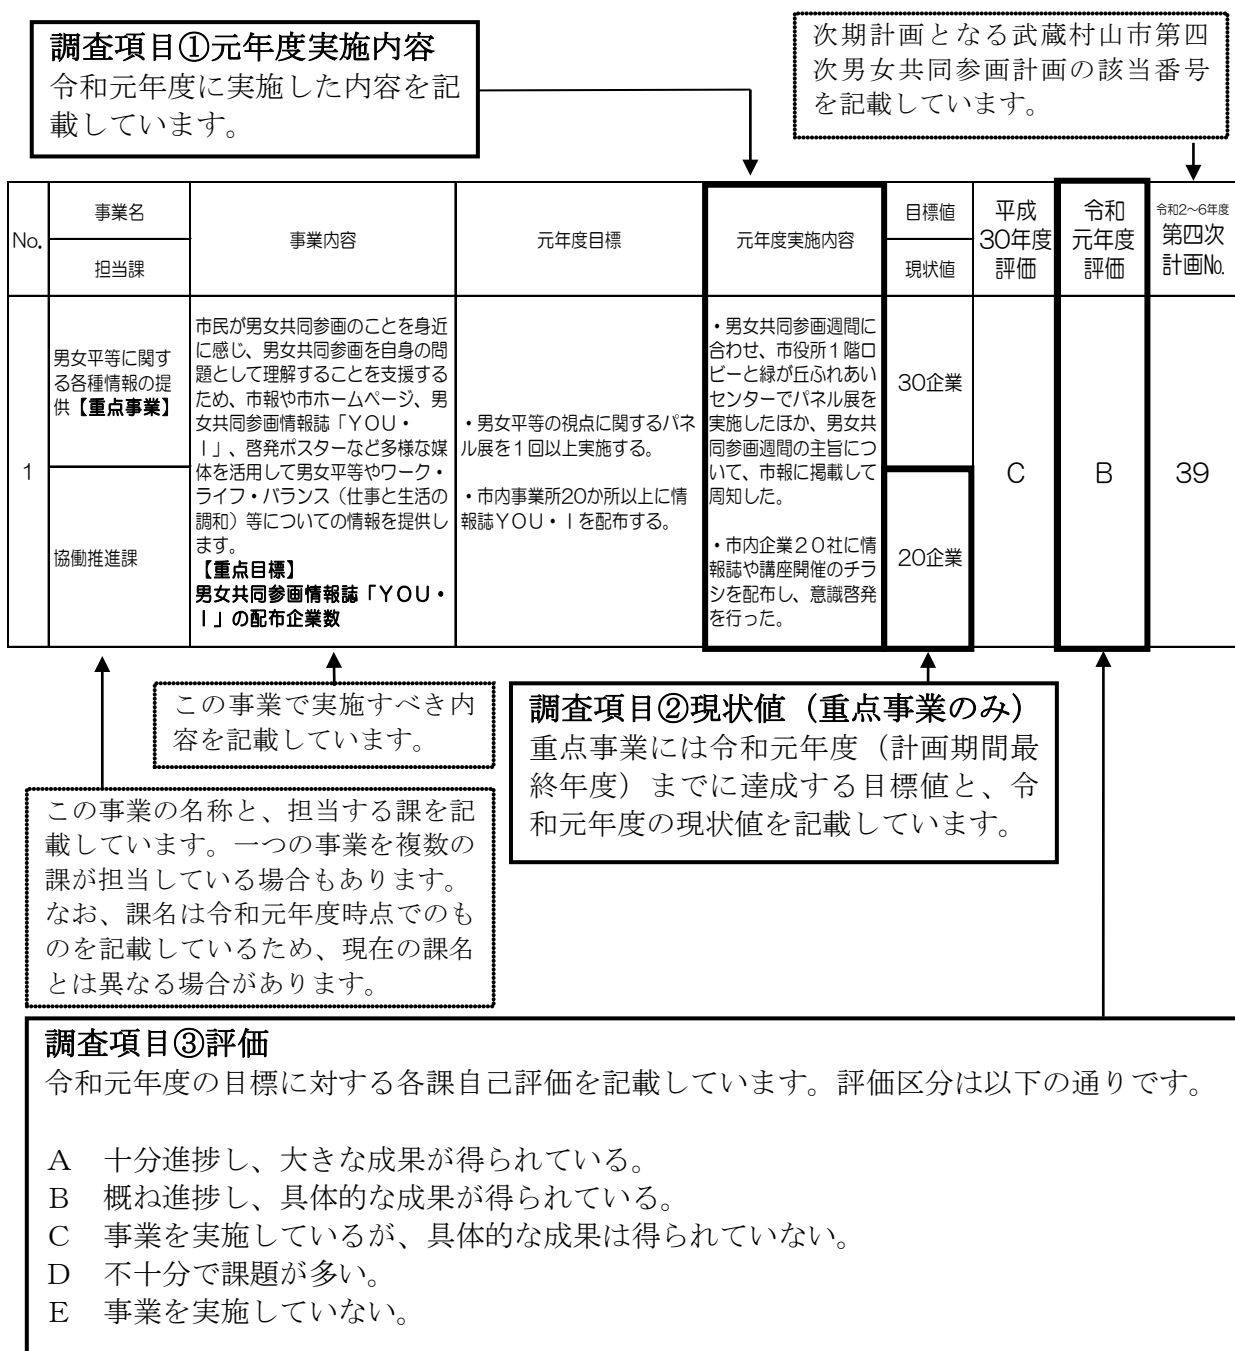 調査項目①元年度実施内容
令和元年度に実施した内容を記
載しています。
次期計画となる武蔵村山市第四
次男女共同参画計画の該当番号
を記載しています。
No.
事業名
担当課
事業内容
元年度目標
元年度実施内容
目標値
現状値
平成
30年度
評価
令和
元年度
評価
令和2~6年度
第四次
計画No.
1
男女平等に関す
る各種情報の提
供【重点事業】
協働推進課
市民が男女共同参画のことを身近
に感じ、男女共同参画を自身の問
題として理解することを支援する
ため、市報や市ホームページ、男
女共同参画情報誌「YOU・
I」、啓発ポスターなど多様な媒
体を活用して男女平等やワーク・
ライフ・バランス(仕事と生活の
調和)等についての情報を提供し
ます。
【重点目標】
男女共同参画情報誌「YOU・
I」の配布企業数
・男女平等の視点に関するパネ
ル展を1回以上実施する。
・市内事業所20か所以上に情
報誌YOU・Iを配布する。
・男女共同参画週間に
合わせ、市役所1階ロ
ビーと緑が丘ふれあい
センターでパネル展を
実施したほか、男女共
同参画週間の主旨につ
いて、市報に掲載して
周知した。
・市内企業20社に情
報誌や講座開催のチラ
シを配布し、意識啓発
を行った。
30企業
20企業
C
B
39
この事業で実施すべき内
容を記載しています。
調査項目②現状値(重点事業のみ)
重点事業には令和元年度(計画期間最
終年度)までに達成する目標値と、令
和元年度の現状値を記載しています。
この事業の名称と、担当する課を記
載しています。一つの事業を複数の
課が担当している場合もあります。
なお、課名は令和元年度時点でのも
のを記載しているため、現在の課名
とは異なる場合があります。
調査項目③評価
令和元年度の目標に対する各課自己評価を記載しています。評価区分は以下の通りです。
A 十分進捗し、大きな成果が得られている。
B 概ね進捗し、具体的な成果が得られている。
C 事業を実施しているが、具体的な成果は得られていない。
D 不十分で課題が多い。
E 事業を実施していない。